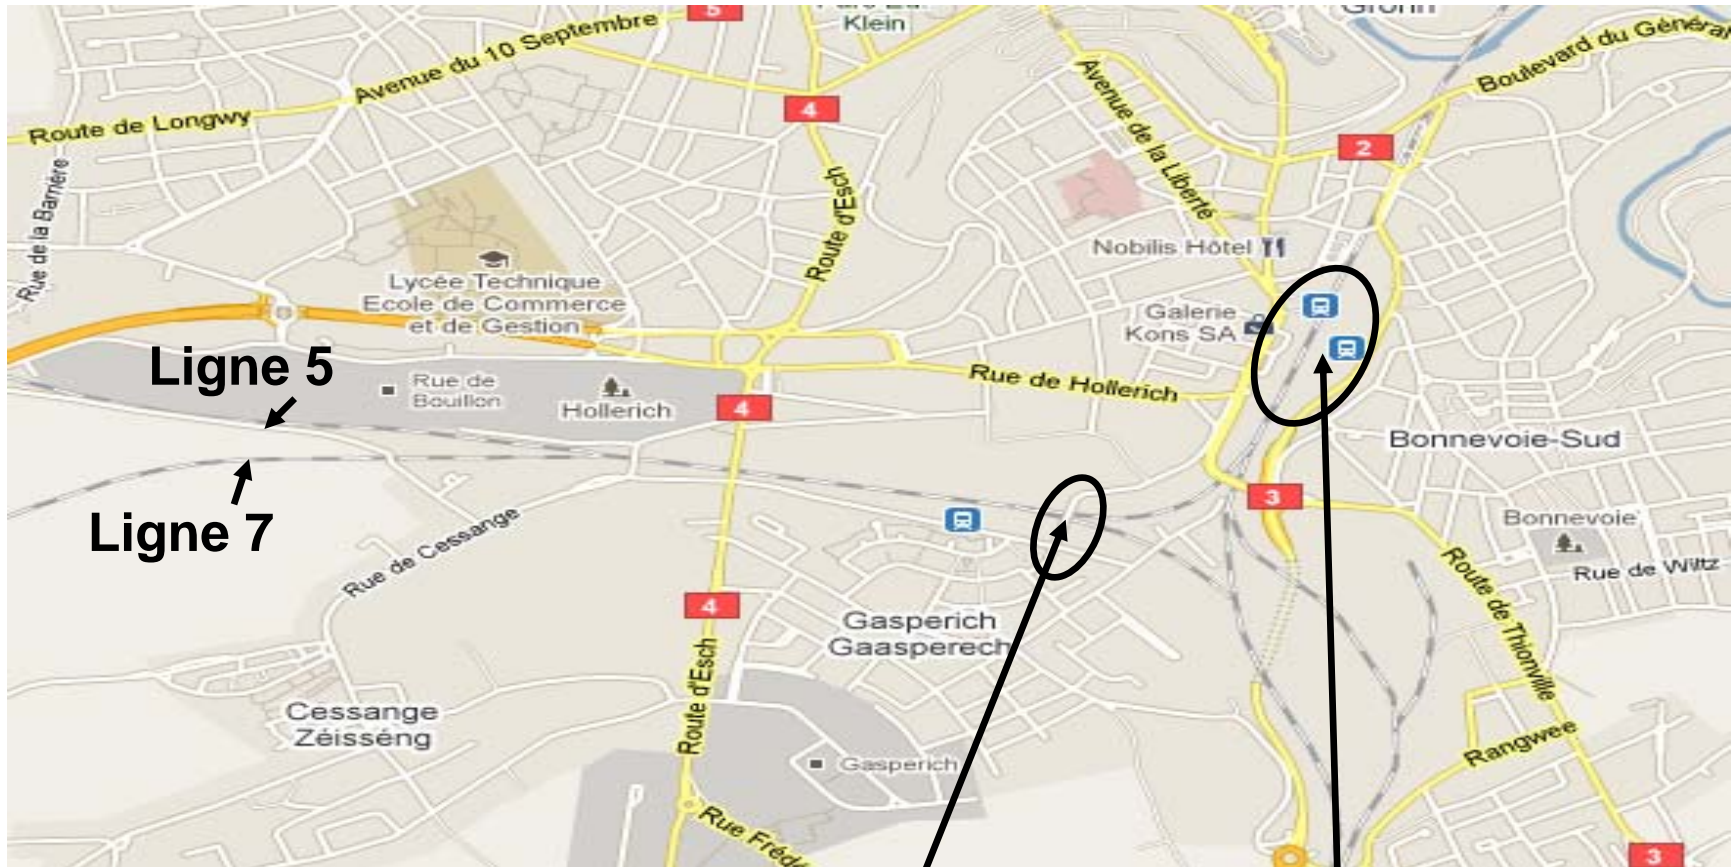 5
Klein
Avenue du 10 Septembre
Boulevard du Général
4
Route de Longwy
Avenue de la Liberté
2
Rue de la Barrière
Route d'Esch
Nobilis Hôtel
Lycée Technique
Ecole de Commerce
et de Gestion
Galerie
Kons SA
Ligne 5
Rue de
Bouillon
Hollerich
Rue de Hollerich
4
Bonnevoie-Sud
3
Ligne 7
Rue de Cessange
Bonnevoie
Rue de Wiltz
Route de Thionville
4
Gasperich
Gaasperech
Route d'Esch
Cessange
Zéisséng
Rangwee
Gasperich
Rue Frédé
3